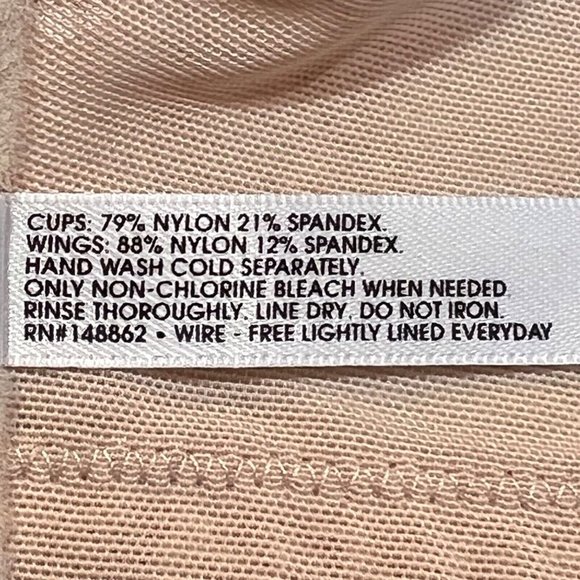 CUPS: 79% NYLON 21% SPANDEX.
WINGS: 88% NYLON 12% SPANDEX.
HAND WASH COLD SEPARATELY.
ONLY NON-CHLORINE BLEACH WHEN NEEDED.
RINSE THOROUGHLY. LINE DRY. DO NOT IRON.
RN#148862 • WIRE - FREE LIGHTLY LINED EVERYDAY